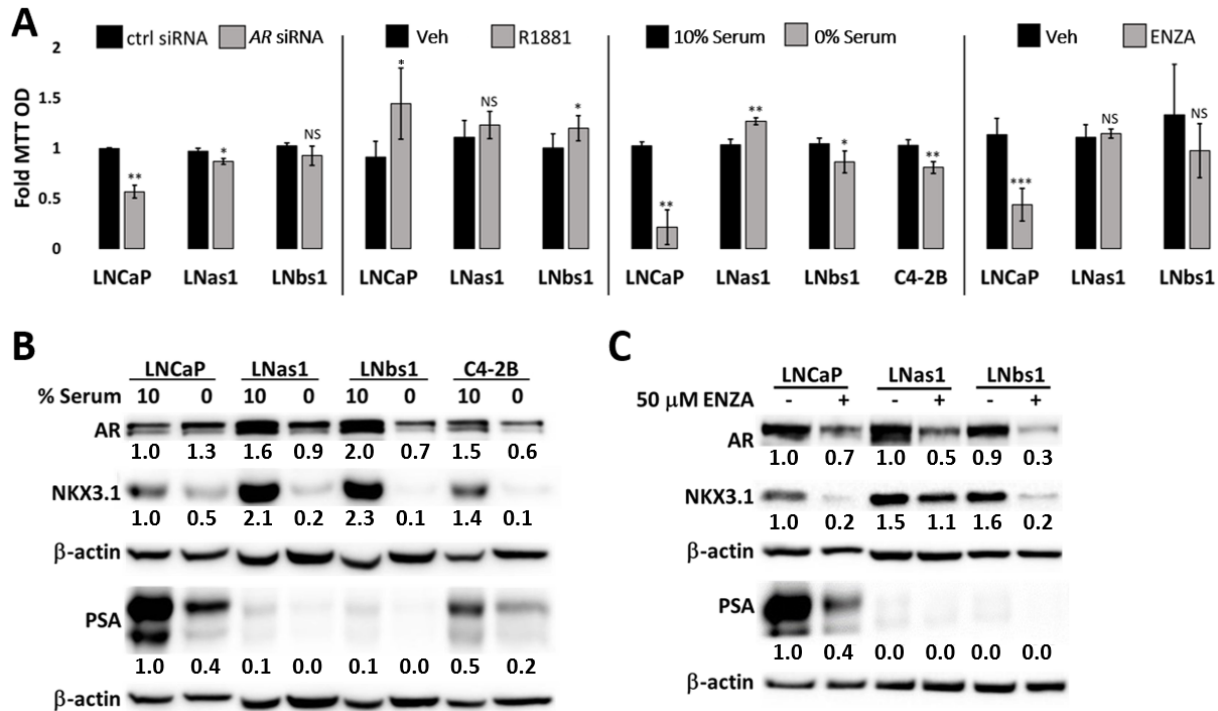 A
ctrl siRNA AR siRNA Veh R1881 10% Serum 0% Serum Veh ENZA
Fold MTT OD
2
1.5
1
0.5
0
** * NS * NS * ** ** * ** *** NS NS
LNCaP LNas1 LNbs1 LNCaP LNas1 LNbs1 LNCaP LNas1 LNbs1 C4-2B LNCaP LNas1 LNbs1
B
LNCaP LNas1 LNbs1 C4-2B
% Serum 10 0 10 0 10 0 10 0
AR
1.0 1.3 1.6 0.9 2.0 0.7 1.5 0.6
NKX3.1
1.0 0.5 2.1 0.2 2.3 0.1 1.4 0.1
β-actin
PSA
1.0 0.4 0.1 0.0 0.1 0.0 0.5 0.2
β-actin
C
LNCaP LNas1 LNbs1
50 μM ENZA - + - + - +
AR
1.0 0.7 1.0 0.5 0.9 0.3
NKX3.1
1.0 0.2 1.5 1.1 1.6 0.2
β-actin
PSA
1.0 0.4 0.0 0.0 0.0 0.0
β-actin